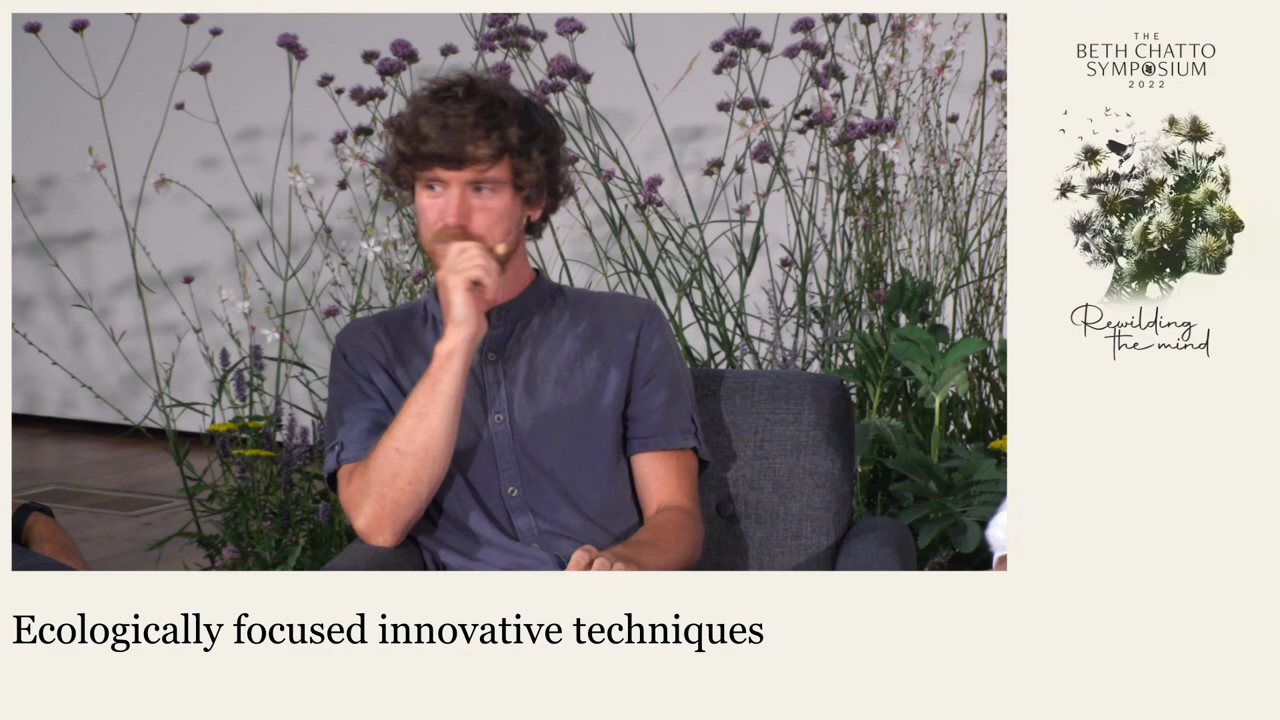 THE
BETH CHATTO
SYMPOSIUM
2022
Rewilding
the mind
Ecologically focused innovative techniques